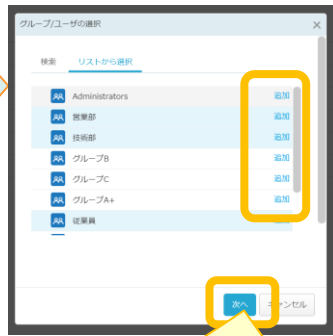 グループ/ユーザの選択
検索 リストから選択
Administrators 追加
営業部 追加
技術部 追加
グループB 追加
グループC 追加
グループA+ 追加
従業員
次へ キャンセル